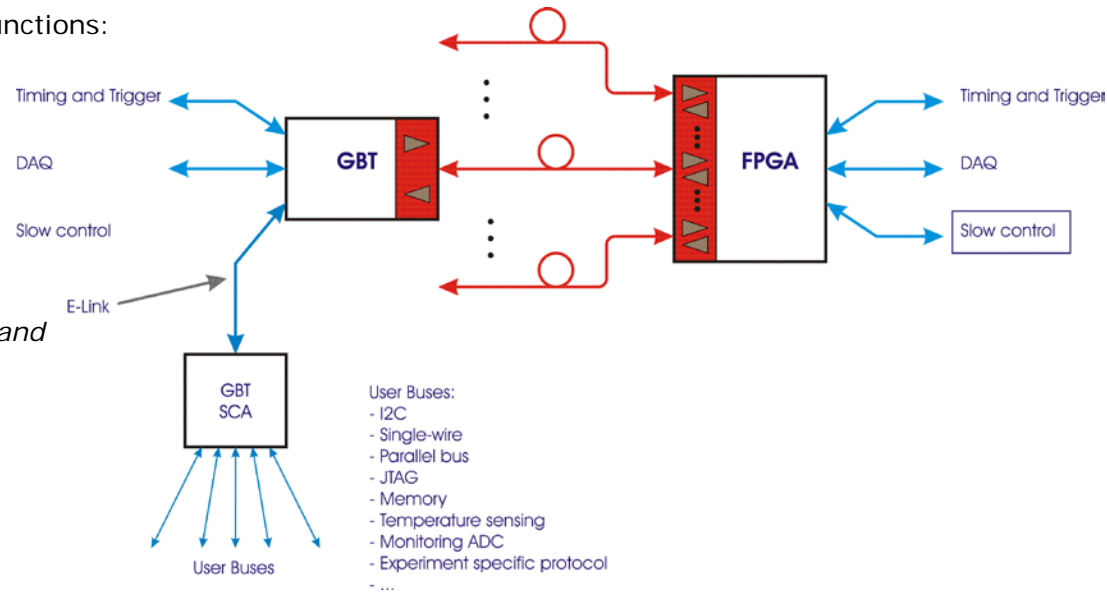 unctions:
Timing and Trigger
DAQ
Slow control
E-Link
and
GBT
FPGA
Timing and Trigger
DAQ
Slow control
GBT
SCA
User Buses
User Buses:
- I2C
- Single-wire
- Parallel bus
- JTAG
- Memory
- Temperature sensing
- Monitoring ADC
- Experiment specific protocol
- ...